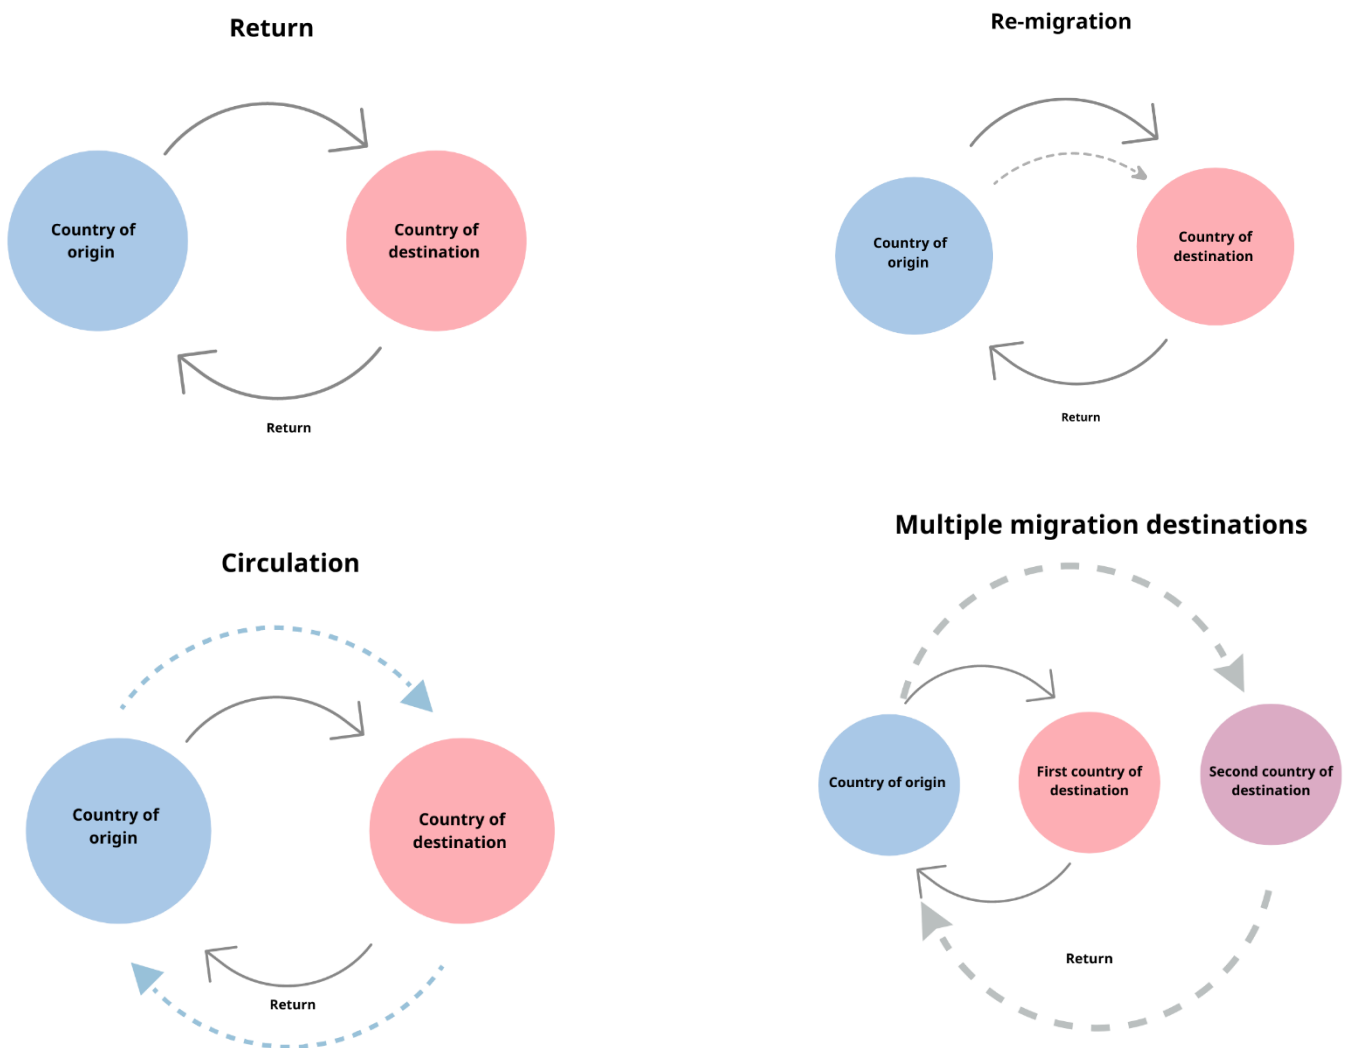 Return
Country of
origin
Country of
destination
Return
Re-migration
Country of
origin
Country of
destination
Return
Circulation
Country of
origin
Country of
destination
Return
Multiple migration destinations
Country of origin
First country of
destination
Second country of
destination
Return